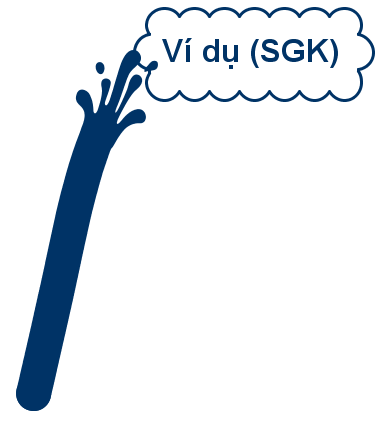 Ví dụ (SGK)